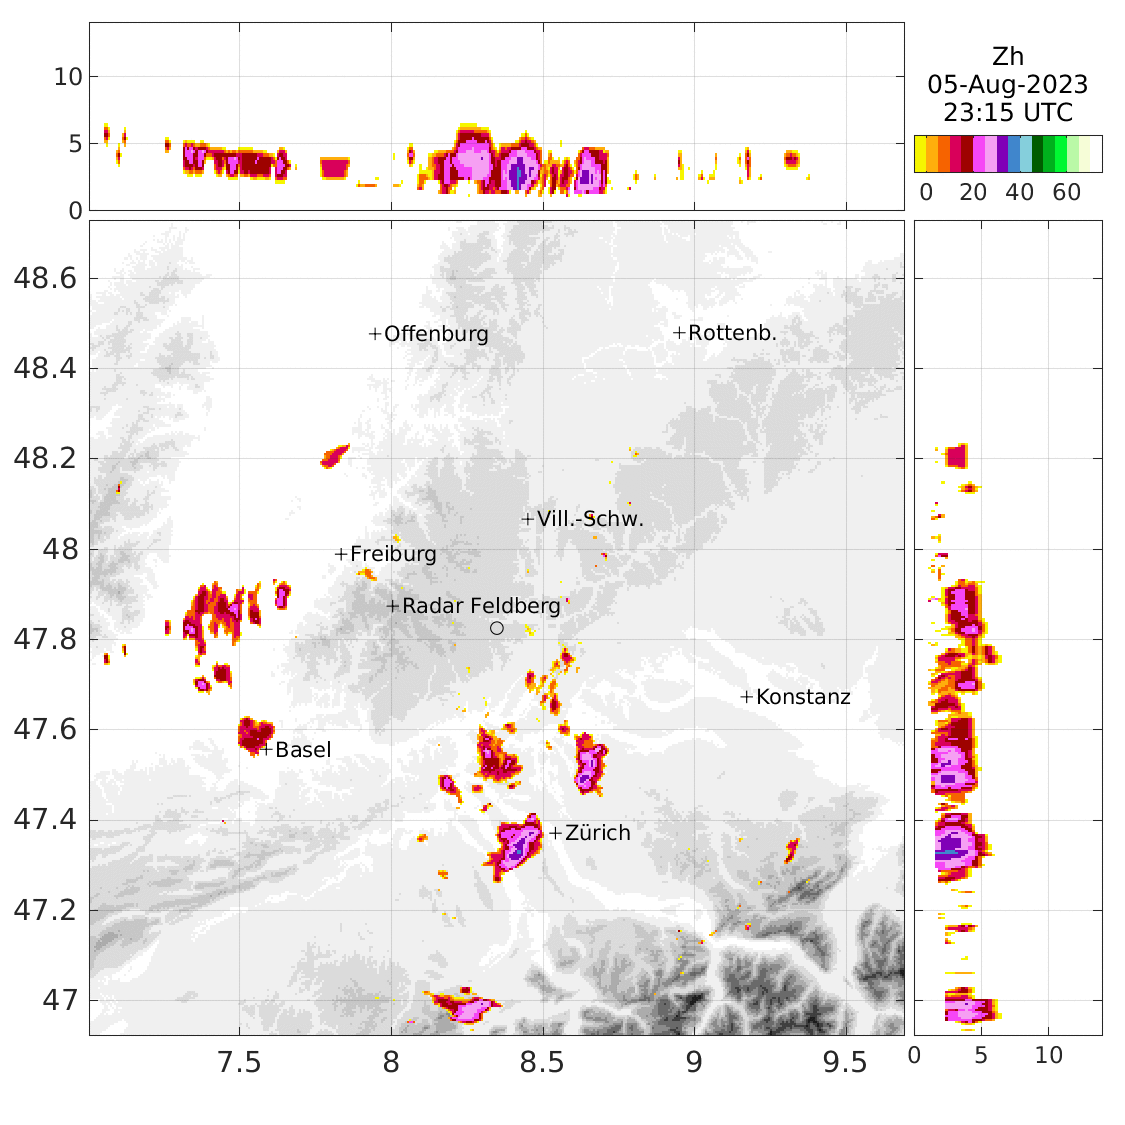 Zh
05-Aug-2023
23:15 UTC
0 20 40 60
10
5
0
48.6
48.4
48.2
48
47.8
47.6
47.4
47.2
47
+Offenburg
+Rottenb.
+Vill.-Schw.
+Freiburg
+Radar Feldberg
+Konstanz
+Basel
+Zürich
7.5 8 8.5 9 9.5
0 5 10